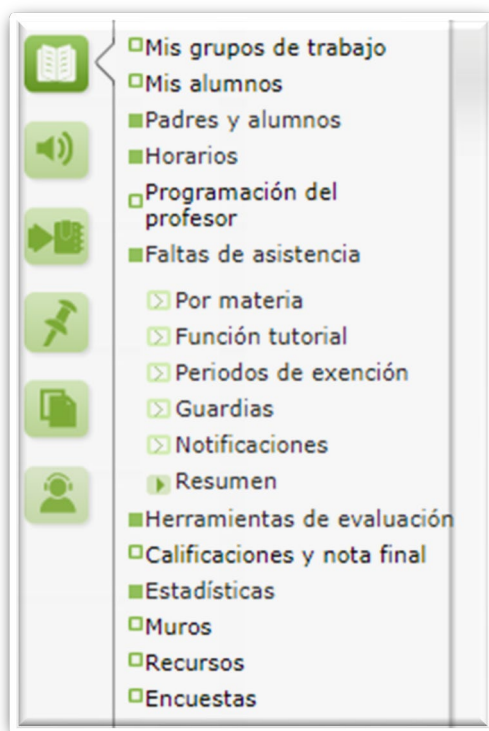 Mis grupos de trabajo
Mis alumnos
Padres y alumnos
Horarios
Programación del
profesor
Faltas de asistencia
Por materia
Función tutorial
Periodos de exención
Guardias
Notificaciones
Resumen
Herramientas de evaluación
Calificaciones y nota final
Estadísticas
Muros
Recursos
Encuestas